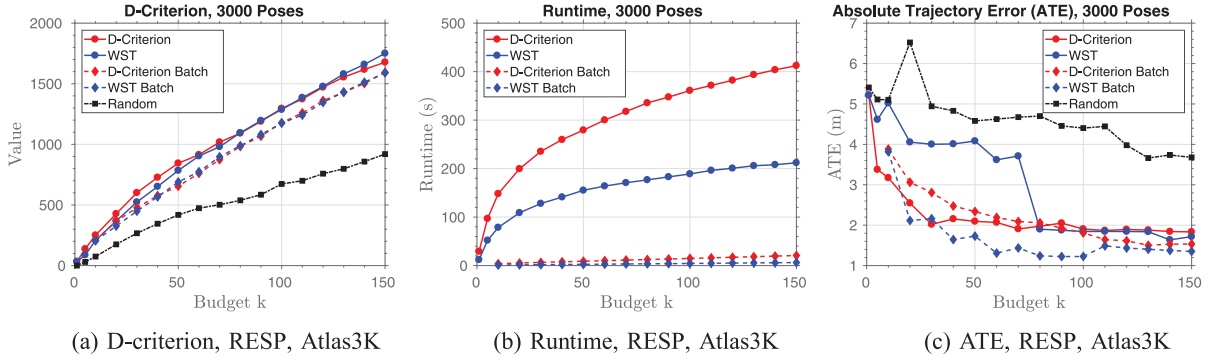 D-Criterion, 3000 Poses
Value
2000
1500
1000
500
0
D-Criterion
WST
D-Criterion Batch
WST Batch
Random
0
50
100
150
Budget k
(a) D-criterion, RESP, Atlas3K
Runtime, 3000 Poses
Runtime (s)
500
400
300
200
100
0
D-Criterion
WST
D-Criterion Batch
WST Batch
0
50
100
150
Budget k
(b) Runtime, RESP, Atlas3K
Absolute Trajectory Error (ATE), 3000 Poses
ATE (m)
7
6
5
4
3
2
1
D-Criterion
WST
D-Criterion Batch
WST Batch
Random
0
50
100
150
Budget k
(c) ATE, RESP, Atlas3K